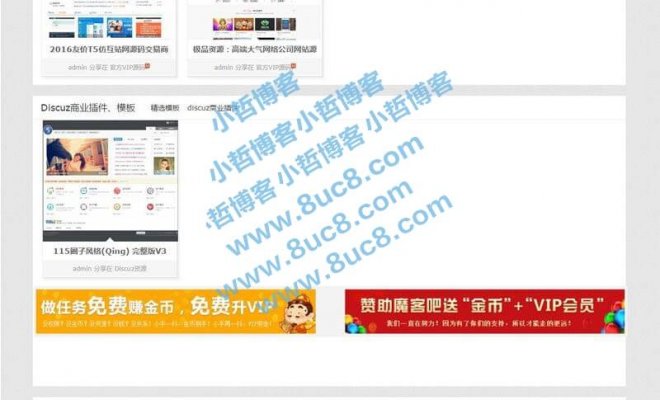 2016友价T5仿互站网源码交易商
极品资源：高端大气网络公司网站源
admin 分享在 官方VIP源码
admin 分享在 官方VIP源码
Discuz商业插件、模板 精选模板 discuz商业插件
115圈子风格(Qing) 完整版V3
admin 分享在 Discuz资源
做任务免费赚金币，免费升VIP
赞助魔客吧送“金币”+“VIP会员”
我们一直在努力！因为有了你们的支持，所以才能走的更远！
小哲博客
小哲博客小哲博客
小哲博客 小哲博客 小哲博客
www.8uc8.com
www.8uc8.com
www.8uc8.com